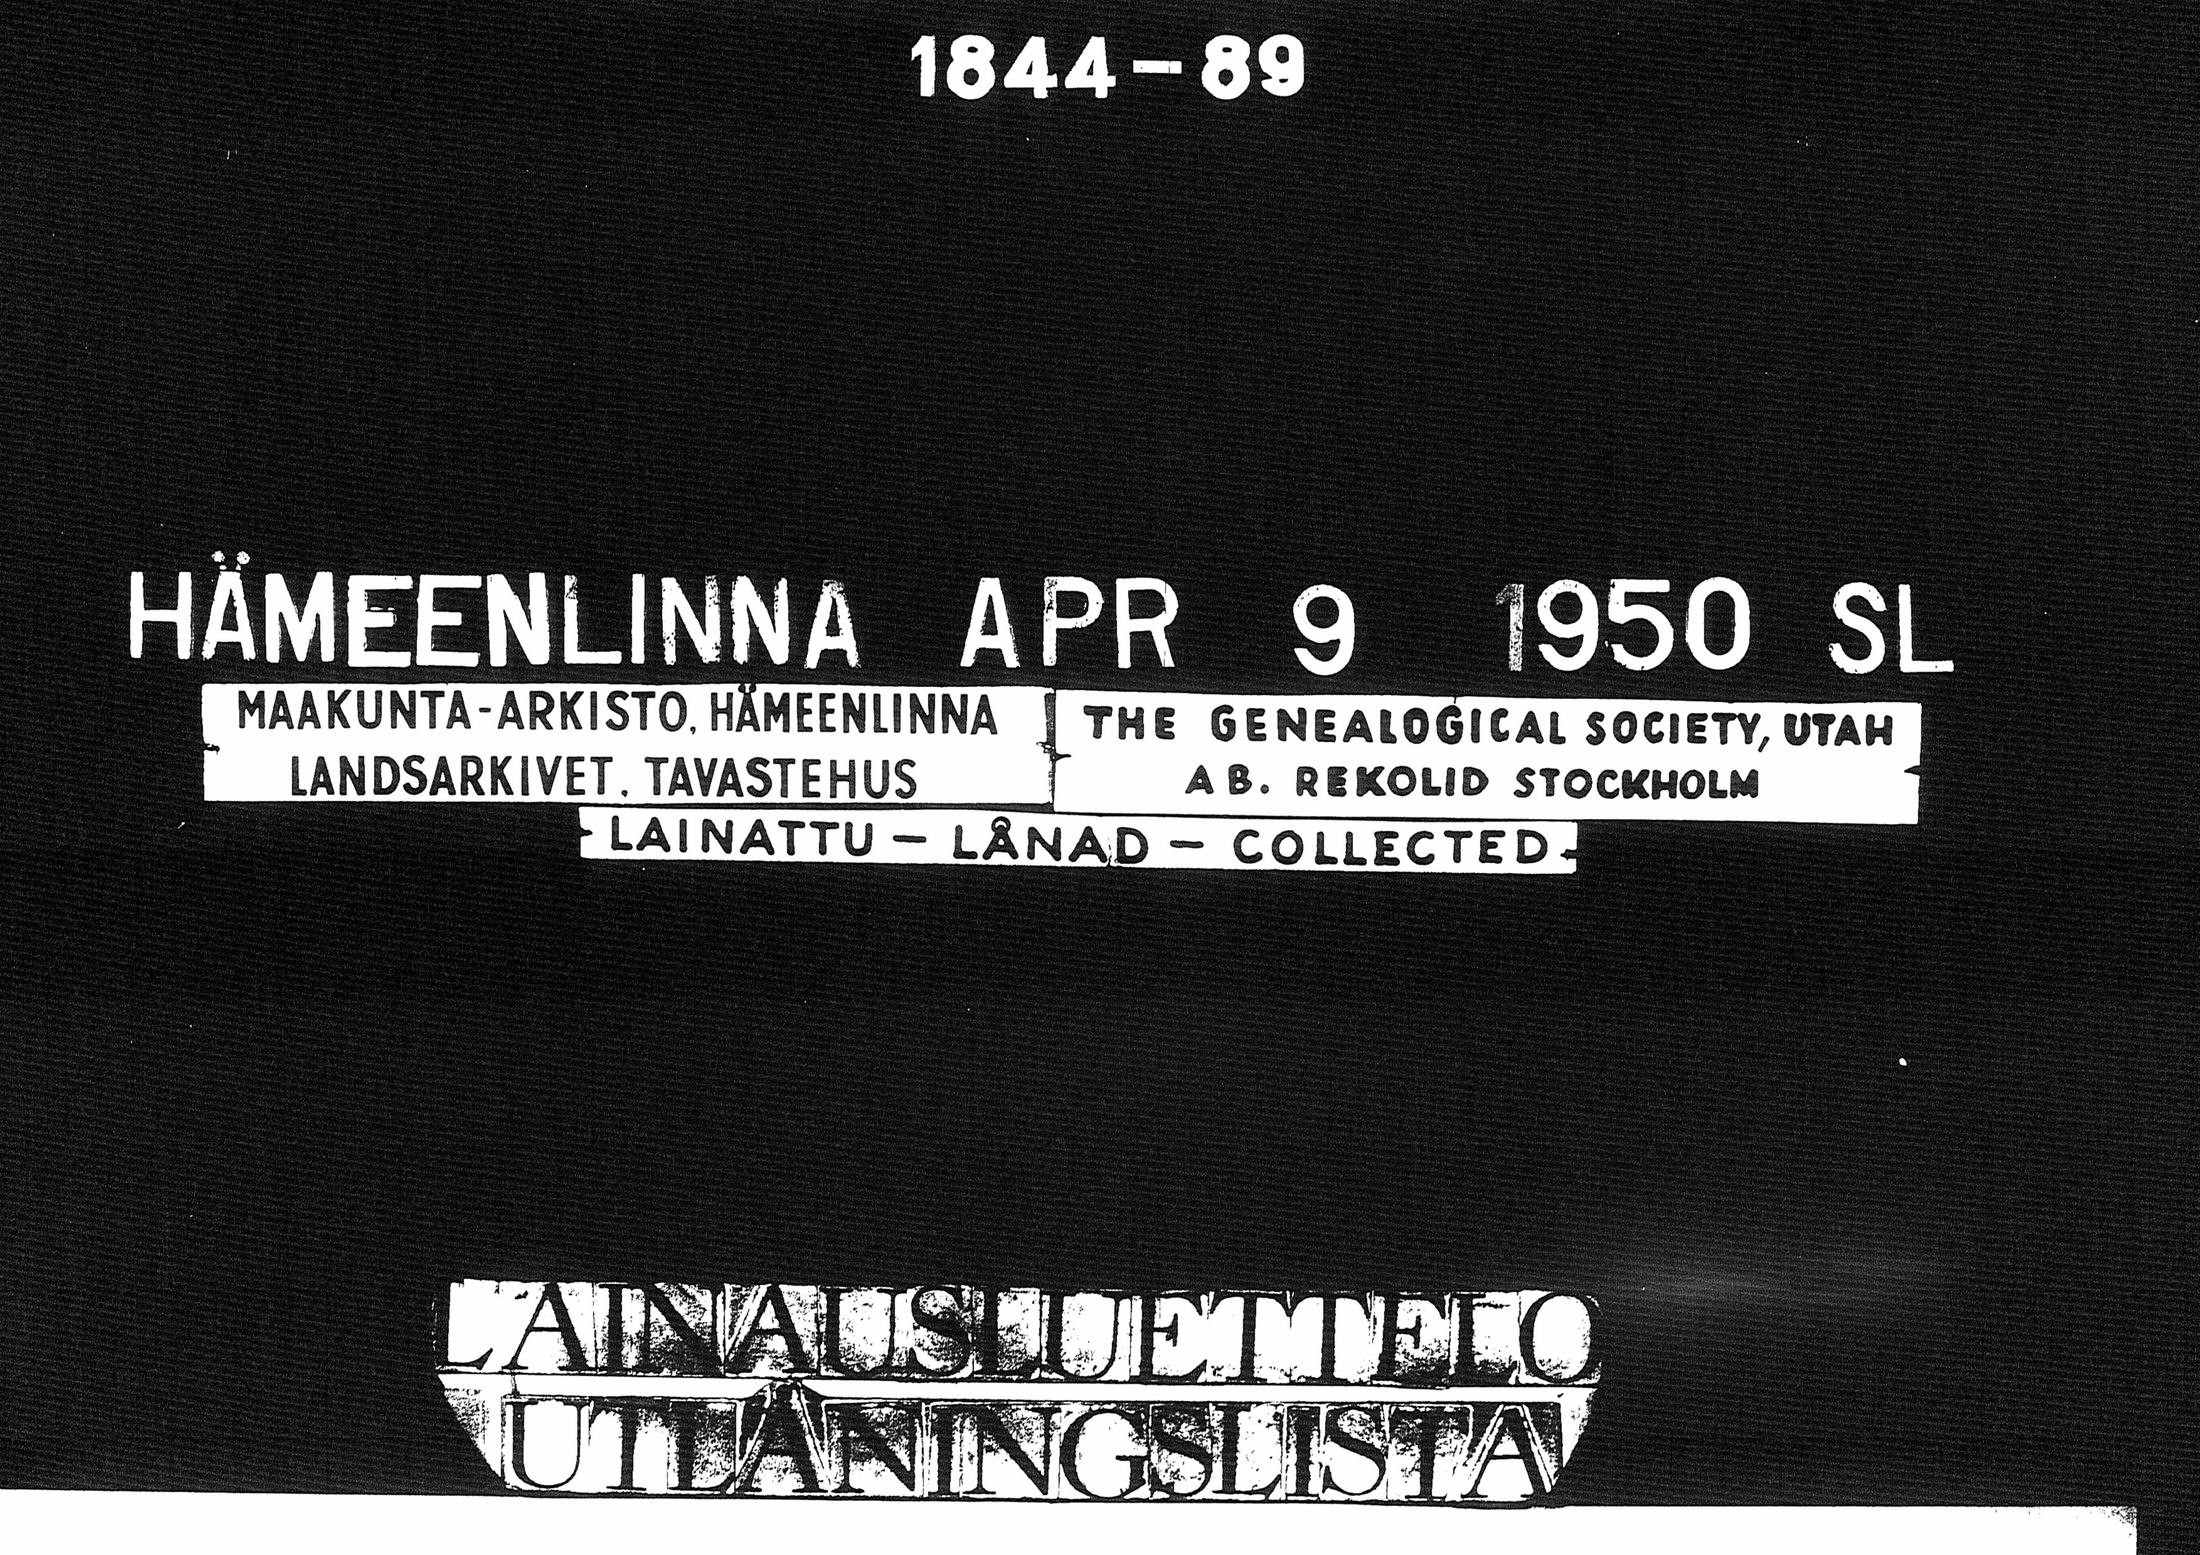 1844-89
HÄMEENLINNA APR 9 1950 SL
MAAKUNTA-ARKISTO, HÄMEENLINNA
LANDSARKIVET. TAVASTEHUS
THE GENEALOGICAL SOCIETY, UTAH
AB. REKOLID STOCKHOLM
LAINATTU - LÅNAD - COLLECTED
LAINAUSLUETTELO
UTLÅNINGSLISTA